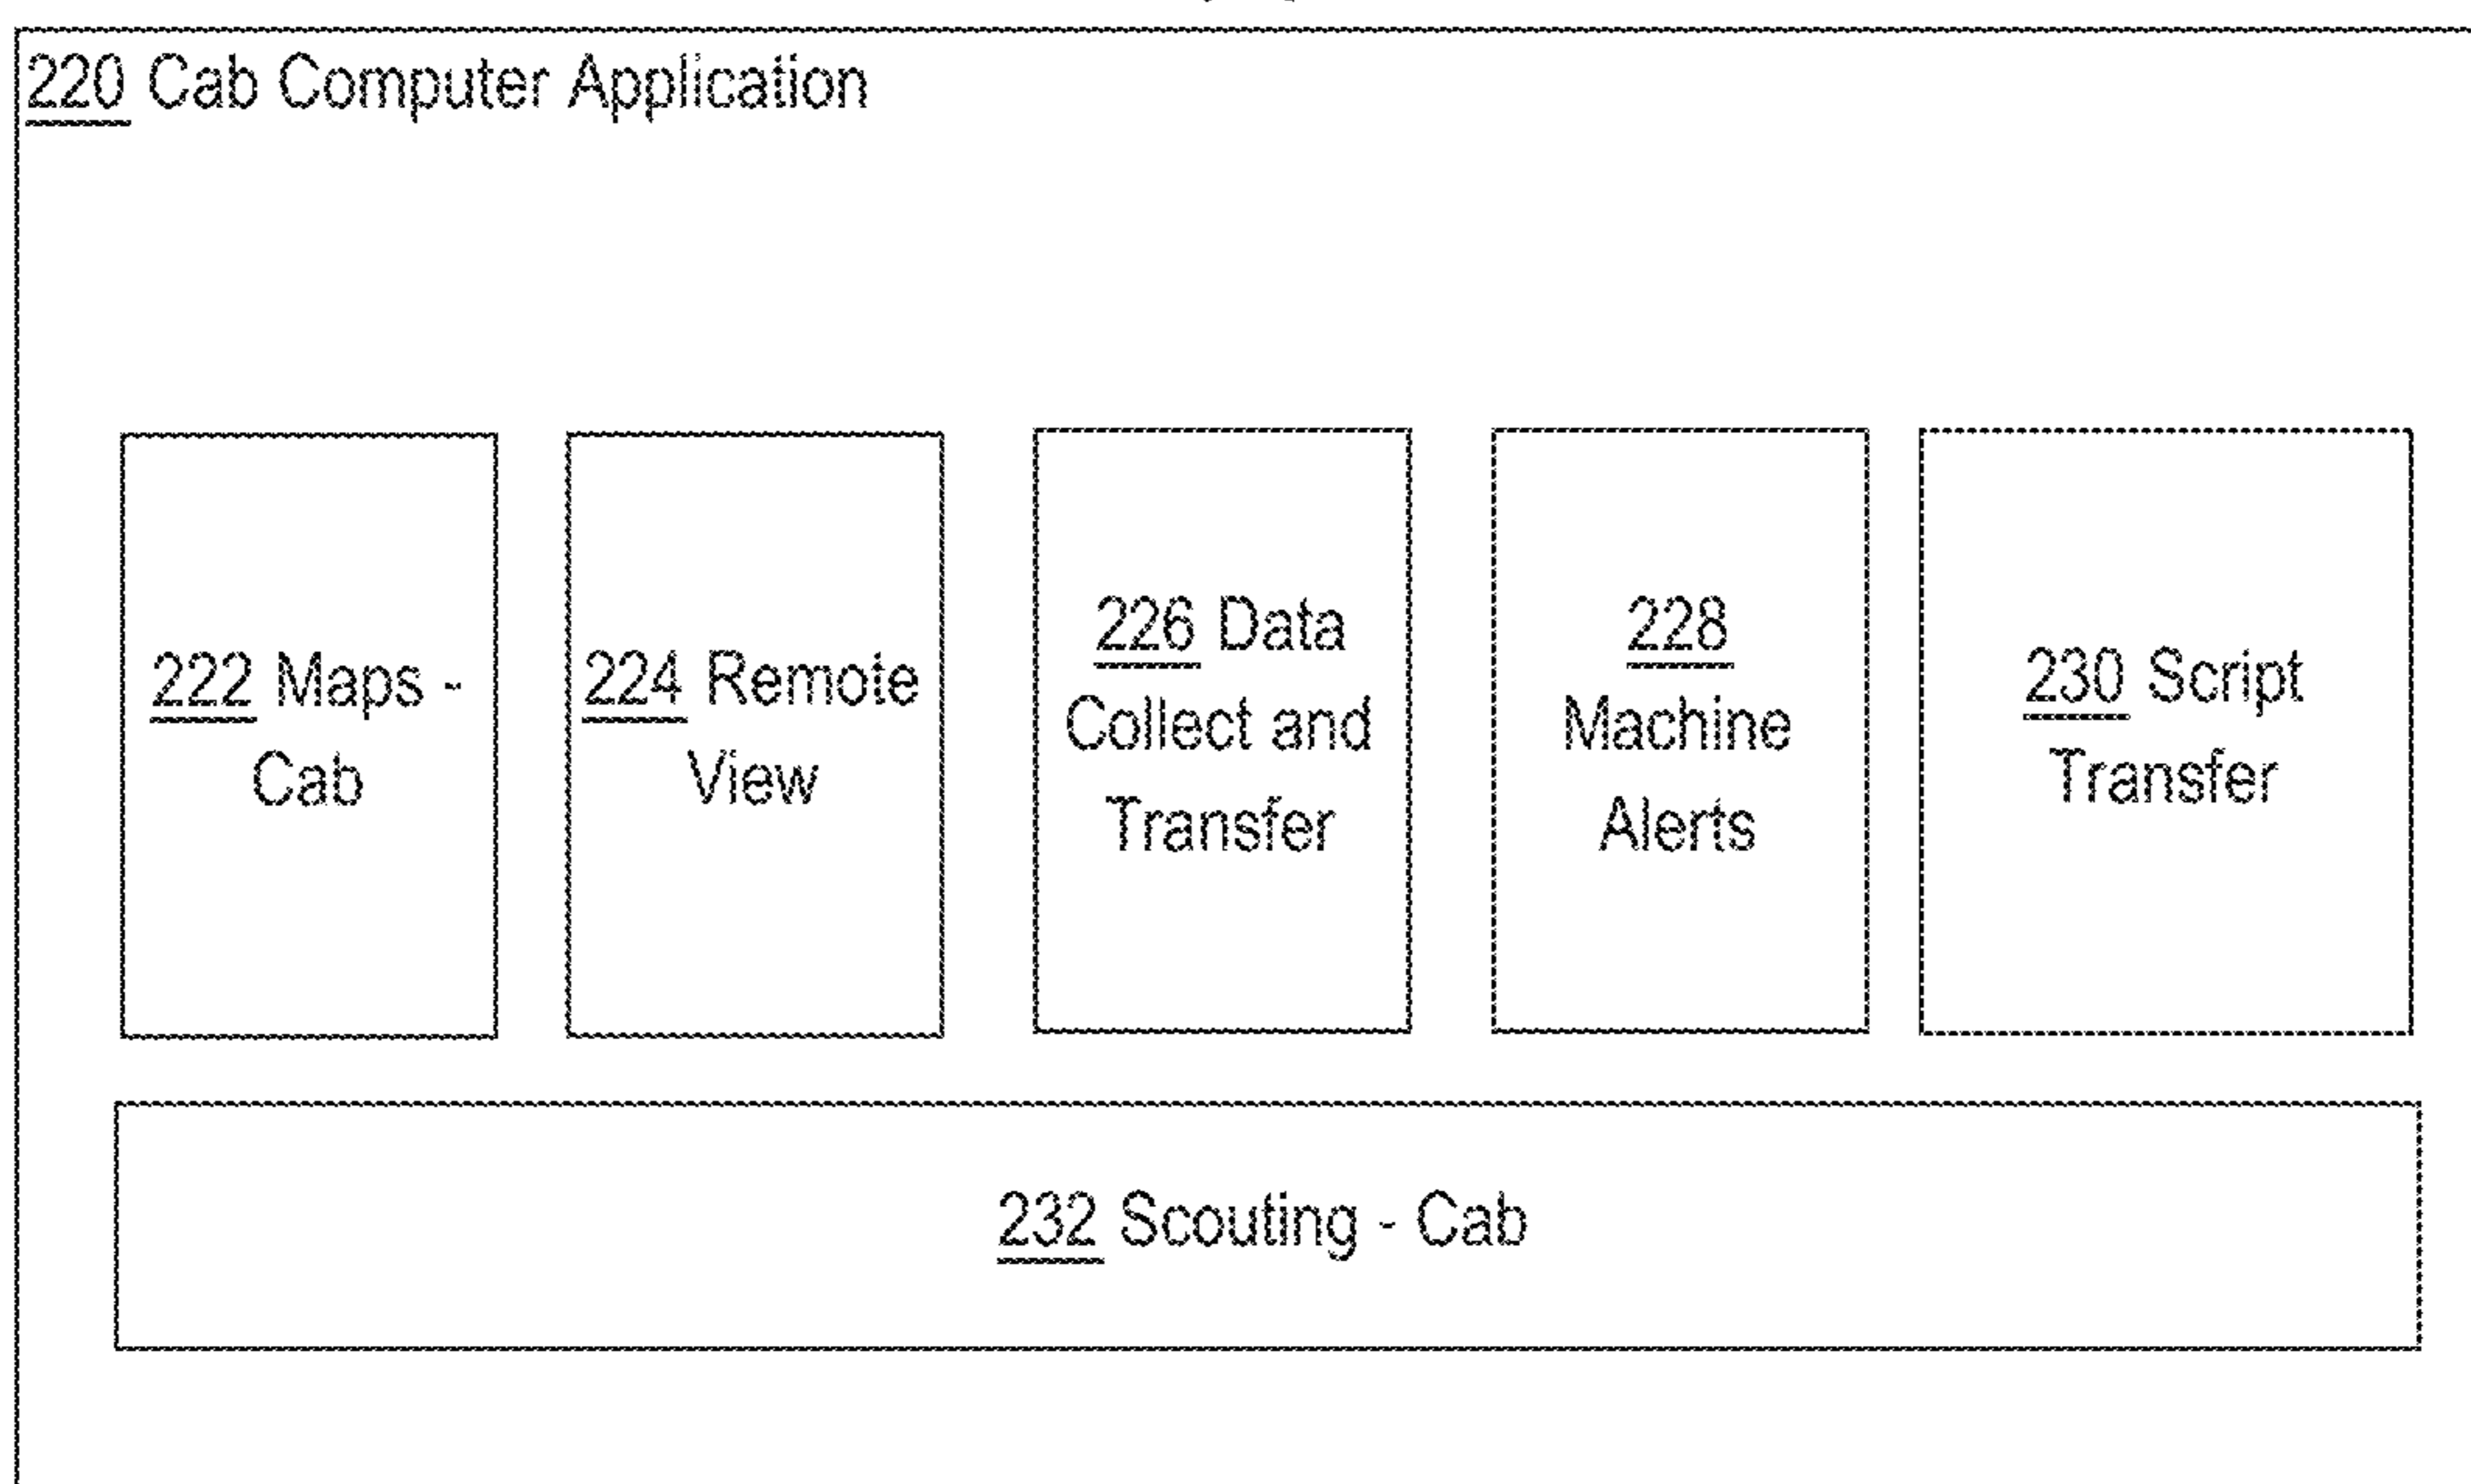 220 Cab Computer Application
222 Maps -
Cab
224 Remote
View
226 Data
Collect and
Transfer
228
Machine
Alerts
230 Script
Transfer
232 Scouting - Cab